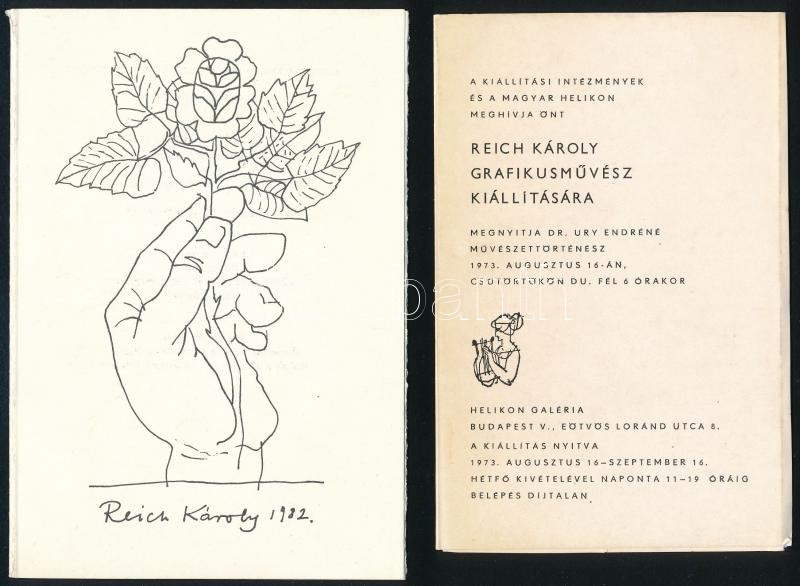 Reich Károly 1982.
A KIÁLLÍTÁSI INTÉZMÉNYEK
ÉS A MAGYAR HELIKON
MEGHÍVJA ÖNT
REICH KÁROLY
GRAFIKUSMŰVÉSZ
KIÁLLÍTÁSÁRA
MEGNYITJA DR. URY ENDRÉNÉ
MŰVÉSZETTÖRTÉNÉSZ
1973. AUGUSZTUS 16-ÁN,
CSÜTÖRTÖKÖN DU. FÉL 6 ÓRAKOR
HELIKON GALÉRIA
BUDAPEST V., EÖTVÖS LORÁND UTCA 8.
A KIÁLLÍTÁS NYITVA
1973. AUGUSZTUS 16–SZEPTEMBER 16.
HÉTFŐ KIVÉTELÉVEL NAPONTA 11–19 ÓRÁIG
BELÉPÉS DÍJTALAN